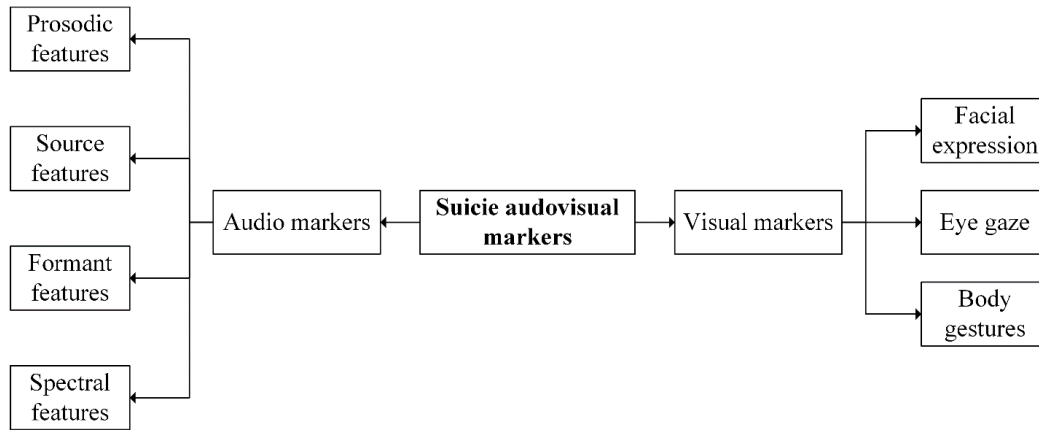 Prosodic
features
Source
features
Formant
features
Spectral
features
Audio markers
Suicie audovisual
markers
Visual markers
Facial
expression
Eye gaze
Body
gestures